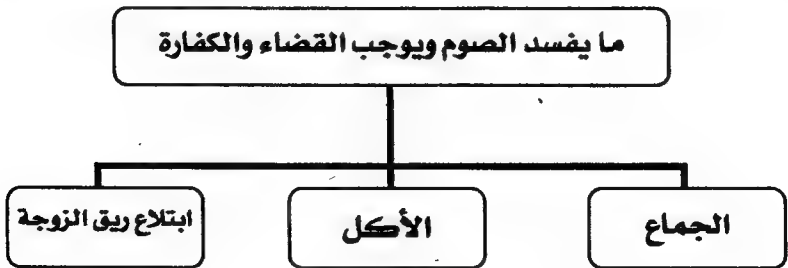 ما يفسد الصوم ويوجب القضاء والكفارة
الجماع
الأكل
ابتلاع ريق الزوجة